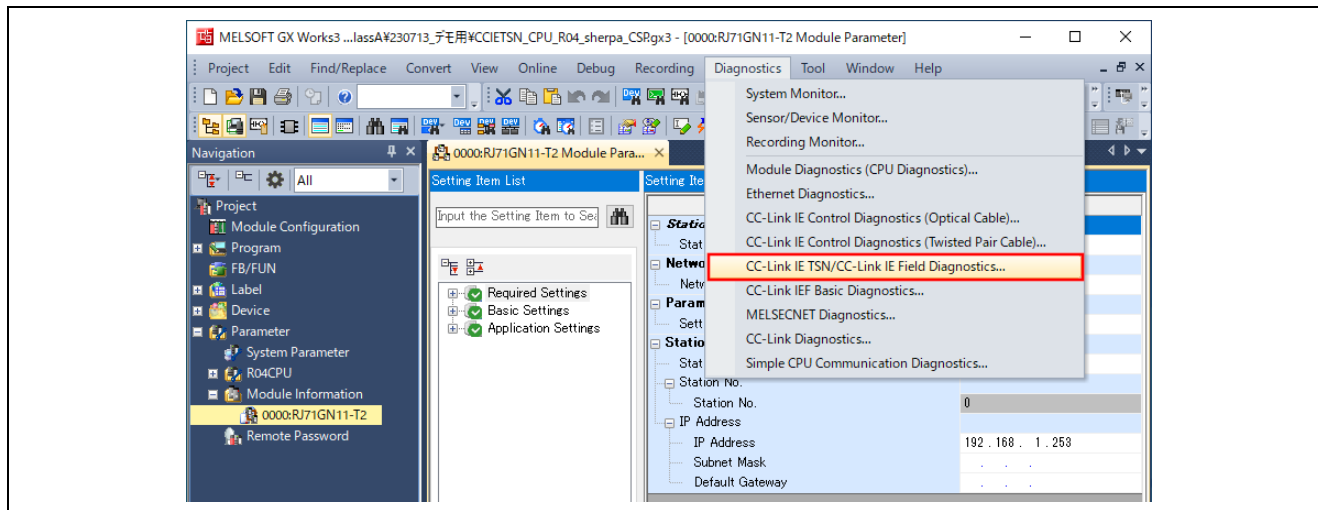 MELSOFT GX Works3 ...lassA¥230713_デモ用¥CCIETSN_CPU_R04_sherpa_CSP.gx3 - [0000:RJ71GN11-T2 Module Parameter]
Project Edit Find/Replace Convert View Online Debug Recording Diagnostics Tool Window Help
System Monitor...
Sensor/Device Monitor...
Recording Monitor...
Module Diagnostics (CPU Diagnostics)...
Ethernet Diagnostics...
CC-Link IE Control Diagnostics (Optical Cable)...
CC-Link IE Control Diagnostics (Twisted Pair Cable)...
CC-Link IE TSN/CC-Link IE Field Diagnostics...
CC-Link IEF Basic Diagnostics...
MELSECNET Diagnostics...
CC-Link Diagnostics...
Simple CPU Communication Diagnostics...
Navigation
All
Project
Module Configuration
Program
FB/FUN
Label
Device
Parameter
System Parameter
R04CPU
Module Information
0000:RJ71GN11-T2
Remote Password
0000:RJ71GN11-T2 Module Para...
Setting Item List
Input the Setting Item to Sea
Required Settings
Basic Settings
Application Settings
Setting Ite
Statio
Stat
Netwo
Netw
Param
Sett
Statio
Stat
Station No.
Station No. 0
IP Address
IP Address 192 . 168 . 1 . 253
Subnet Mask . . .
Default Gateway . . .